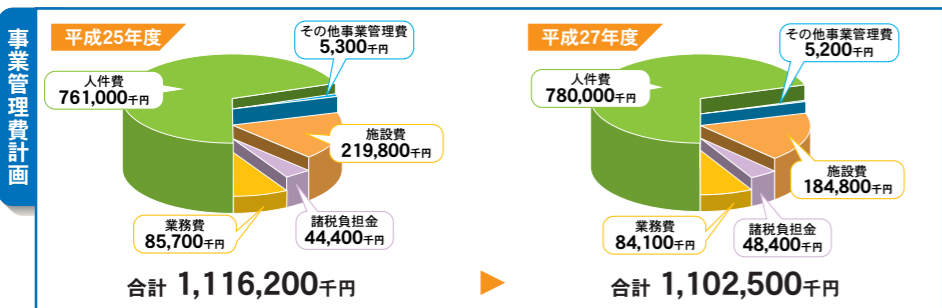 事業管理費計画
平成25年度
その他事業管理費
5,300千円
人件費
761,000千円
施設費
219,800千円
諸税負担金
44,400千円
業務費
85,700千円
合計 1,116,200千円
平成27年度
その他事業管理費
5,200千円
人件費
780,000千円
施設費
184,800千円
諸税負担金
48,400千円
業務費
84,100千円
合計 1,102,500千円